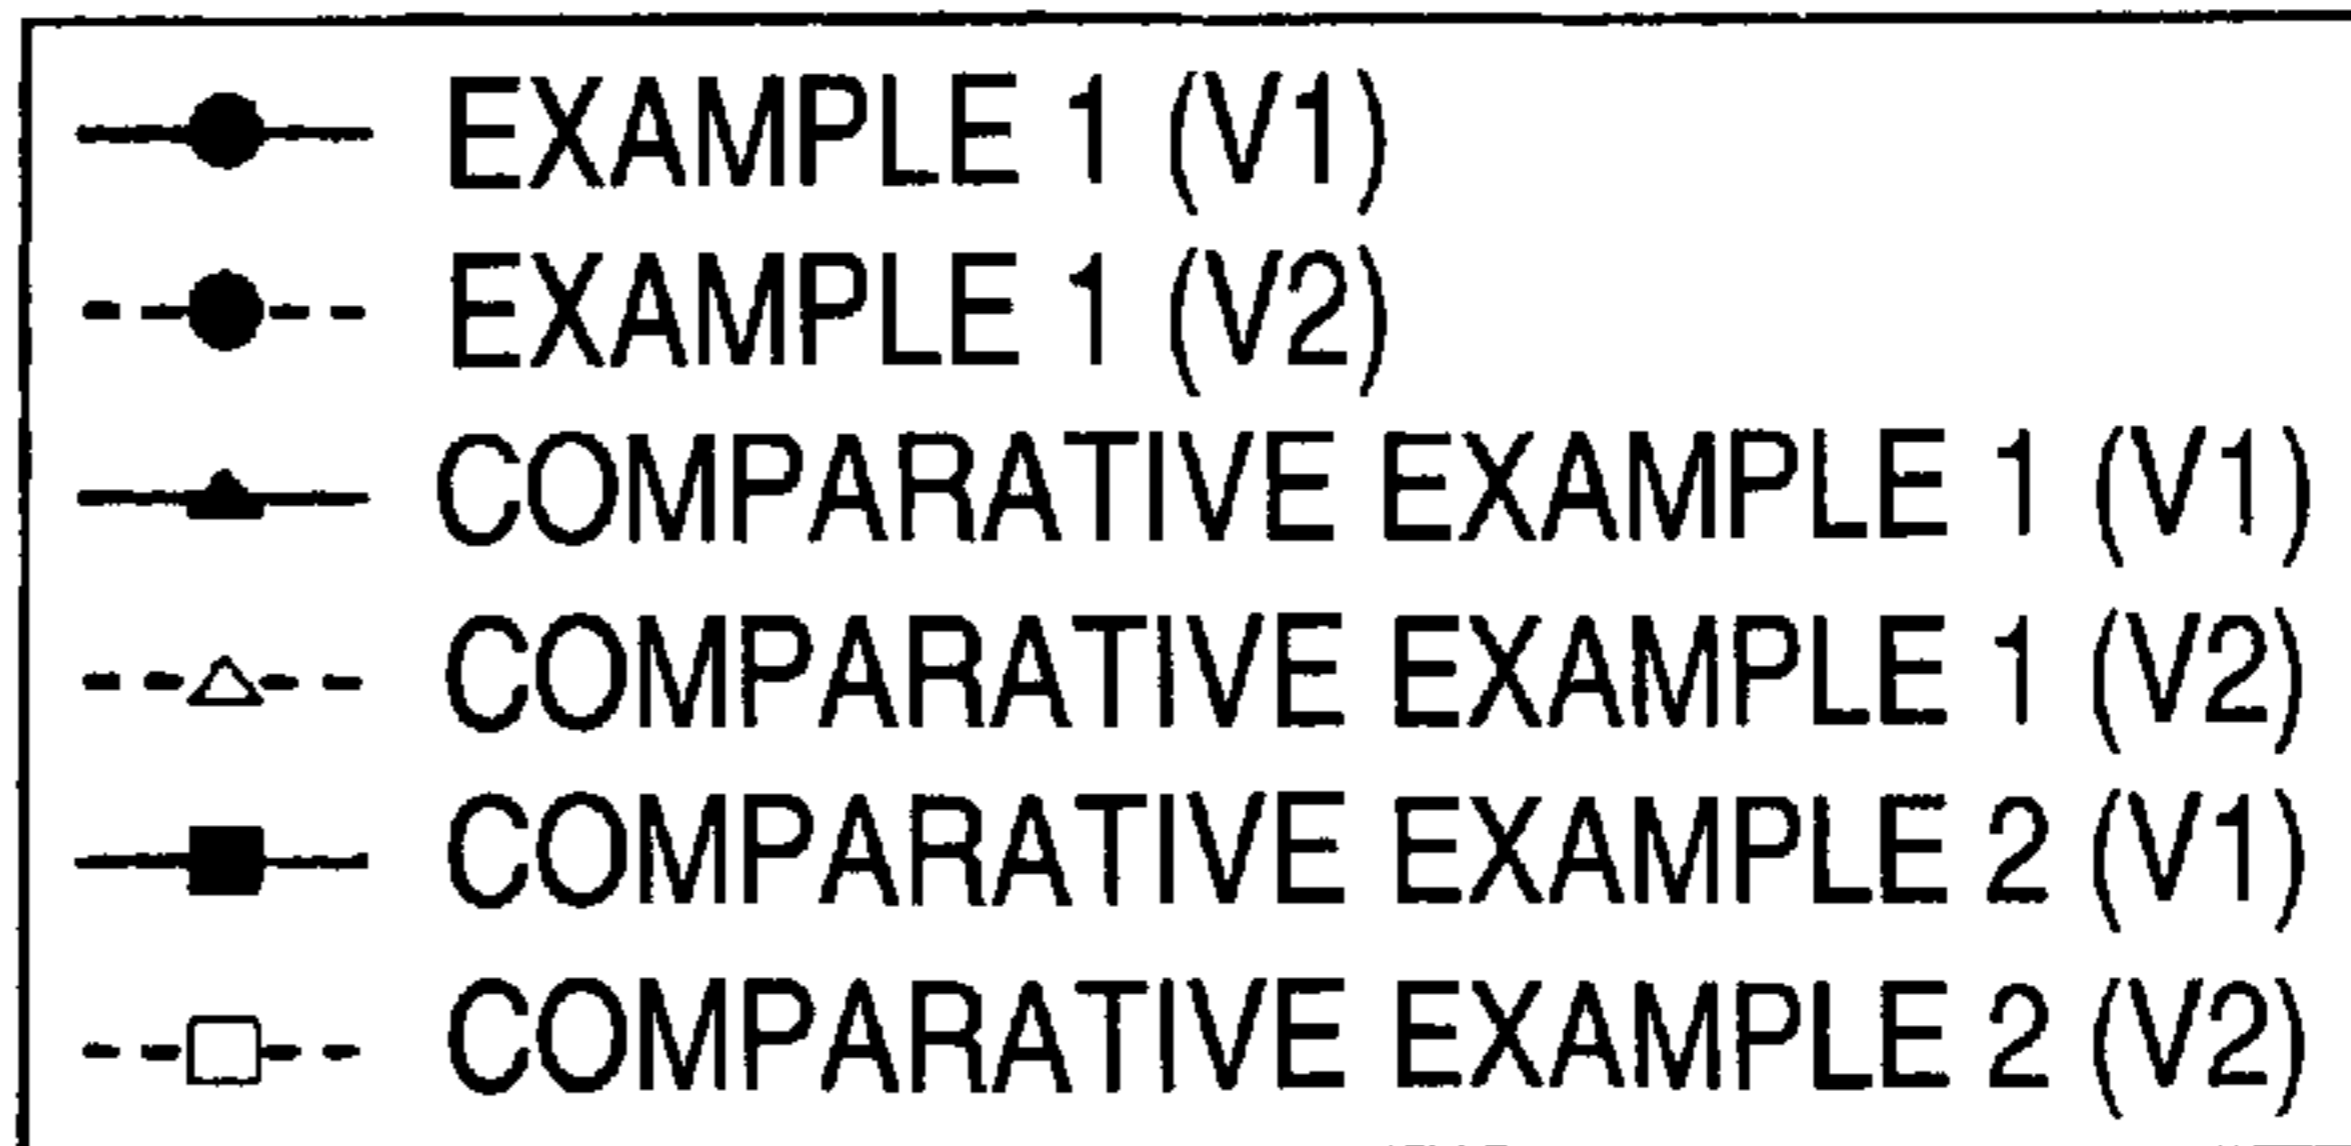 EXAMPLE 1 (V1)
EXAMPLE 1 (V2)
COMPARATIVE EXAMPLE 1 (V1)
COMPARATIVE EXAMPLE 1 (V2)
COMPARATIVE EXAMPLE 2 (V1)
COMPARATIVE EXAMPLE 2 (V2)